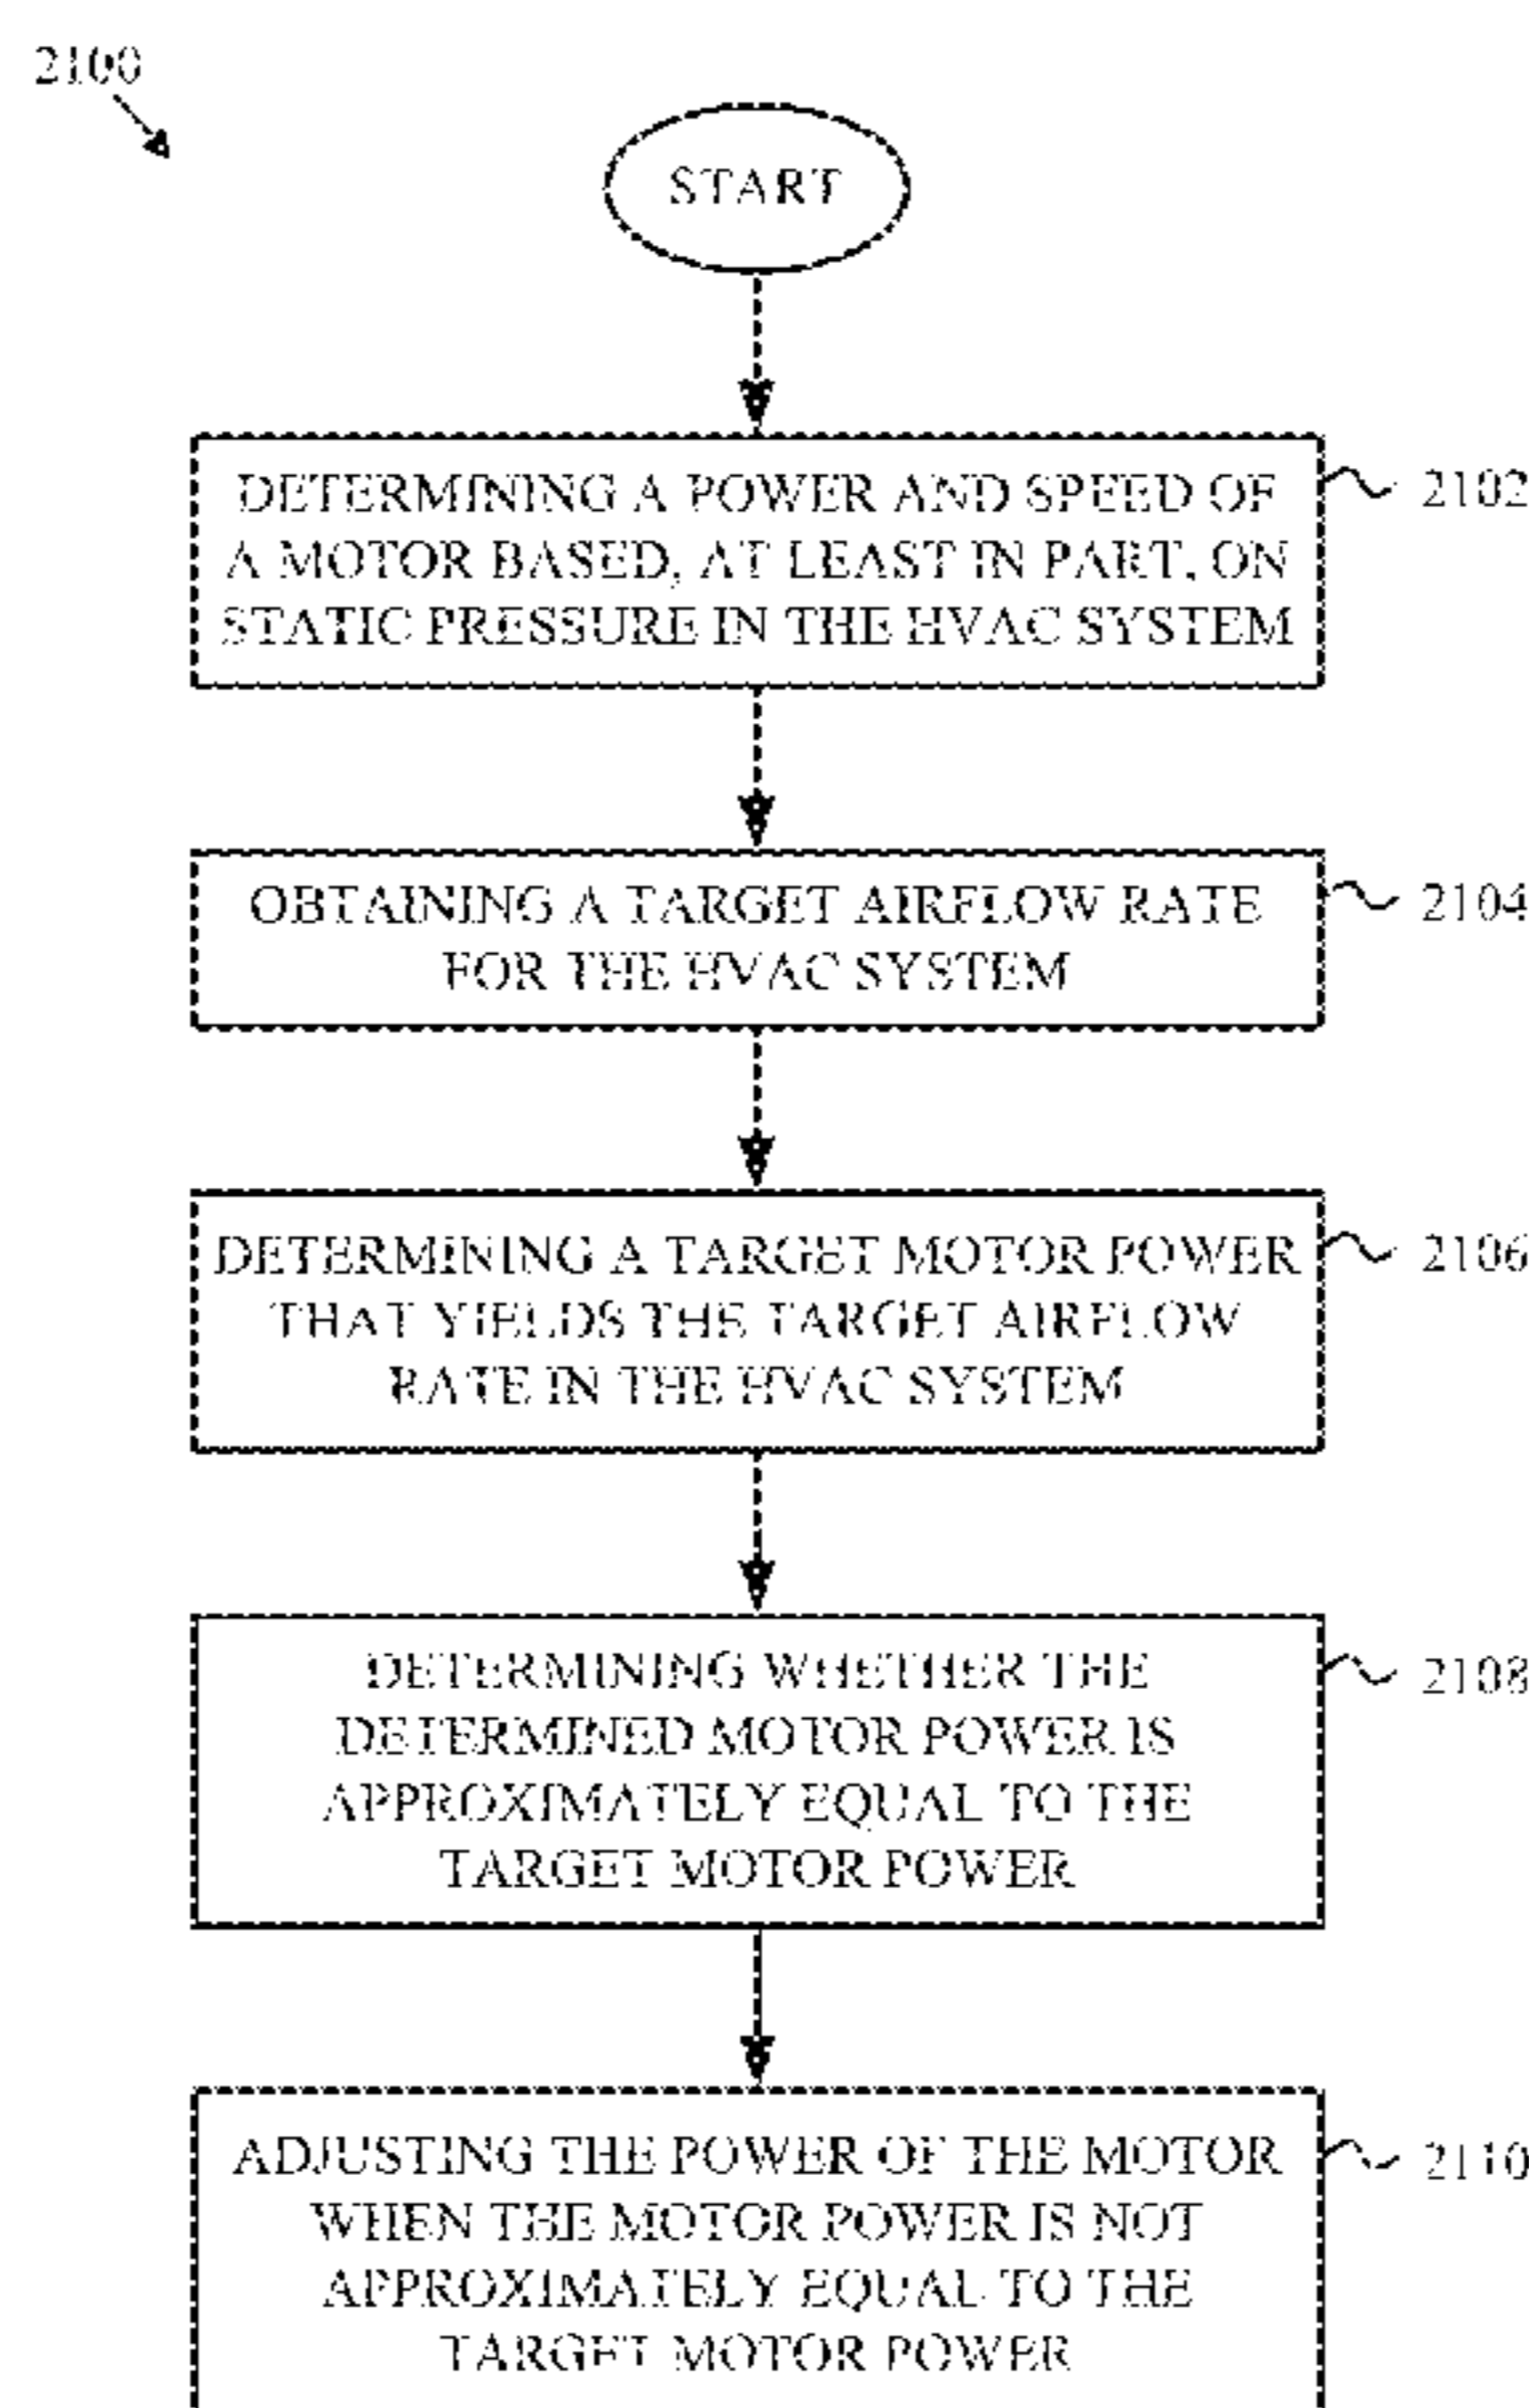 2100
START
DETERMINING A POWER AND SPEED OF
A MOTOR BASED, AT LEAST IN PART, ON
STATIC PRESSURE IN THE HVAC SYSTEM
2102
OBTAINING A TARGET AIRFLOW RATE
FOR THE HVAC SYSTEM
2104
DETERMINING A TARGET MOTOR POWER
THAT YIELDS THE TARGET AIRFLOW
RATE IN THE HVAC SYSTEM
2106
DETERMINING WHETHER THE
DETERMINED MOTOR POWER IS
APPROXIMATELY EQUAL TO THE
TARGET MOTOR POWER
2108
ADJUSTING THE POWER OF THE MOTOR
WHEN THE MOTOR POWER IS NOT
APPROXIMATELY EQUAL TO THE
TARGET MOTOR POWER
2110